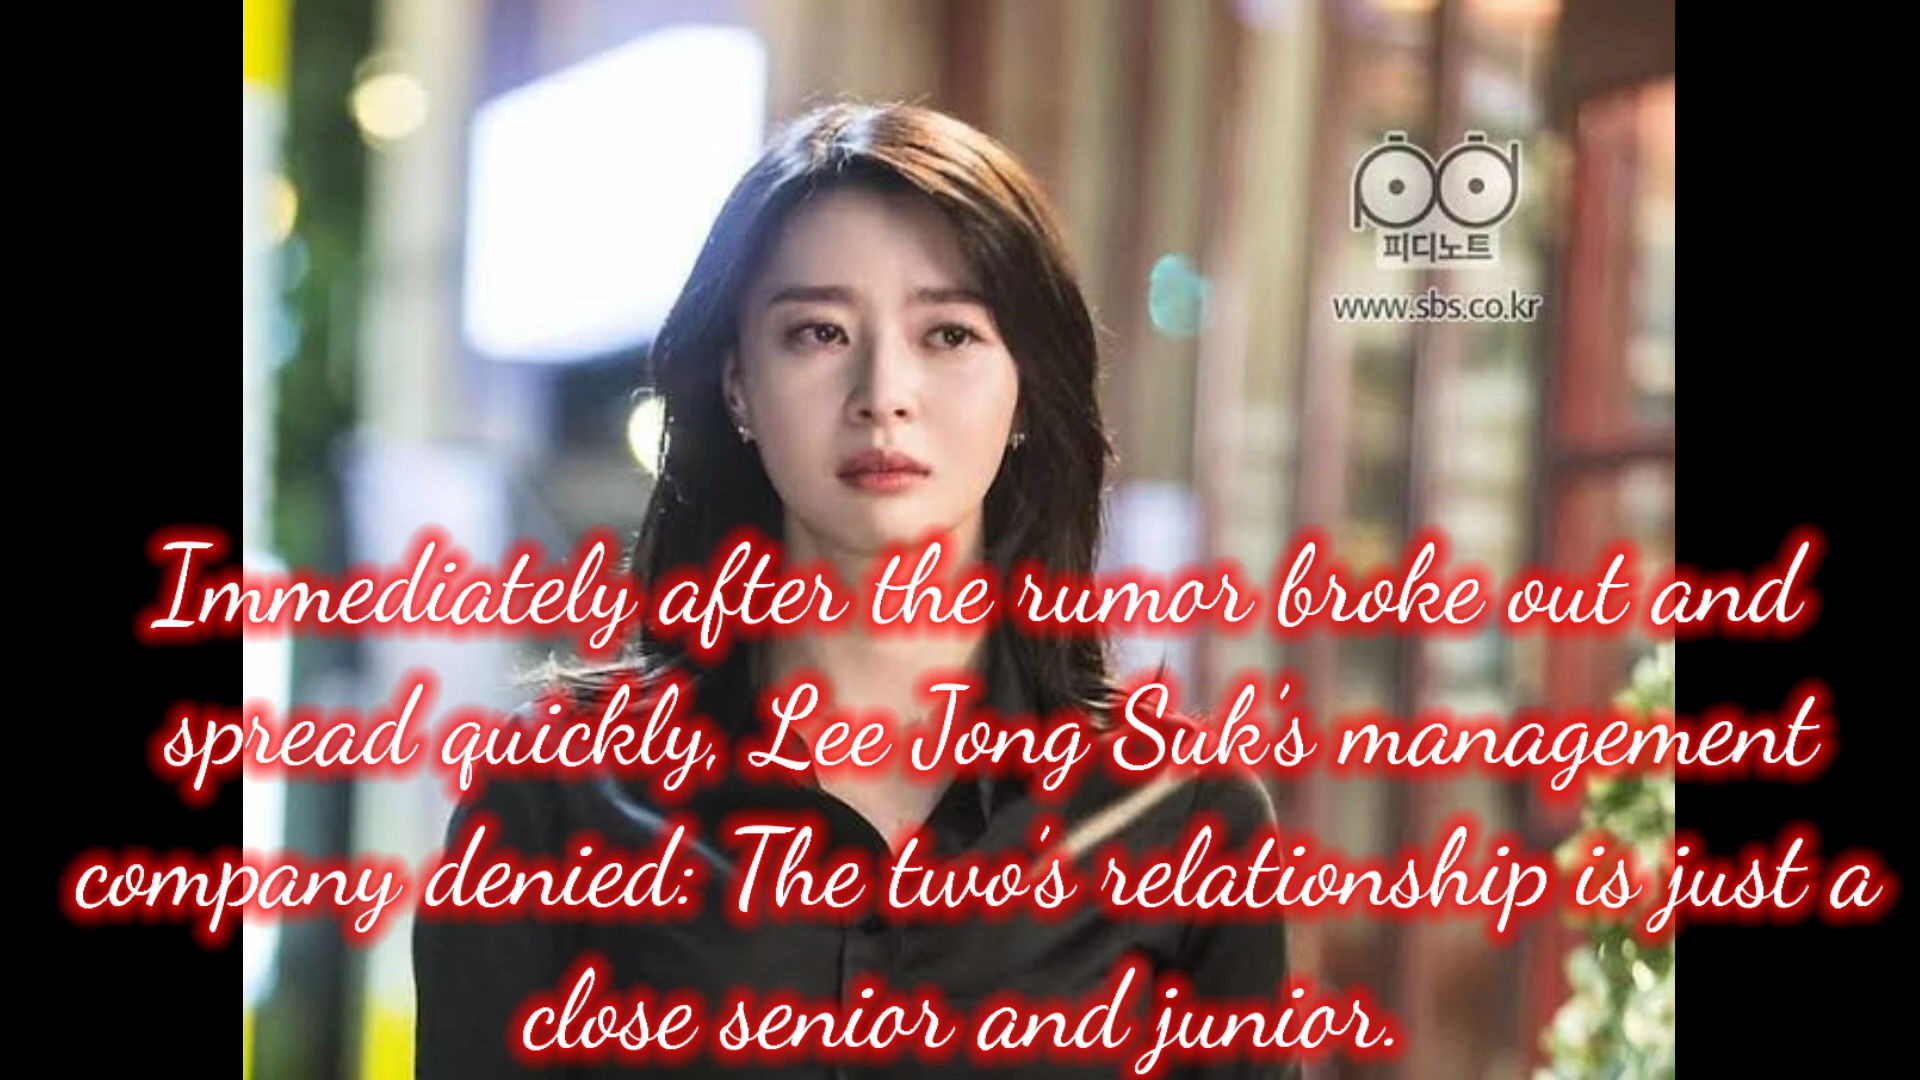 피디노트
www.sbs.co.kr
Immediately after the rumor broke out and
spread quickly, Lee Jong Suk's management
company denied: The two's relationship is just a
close senior and junior.